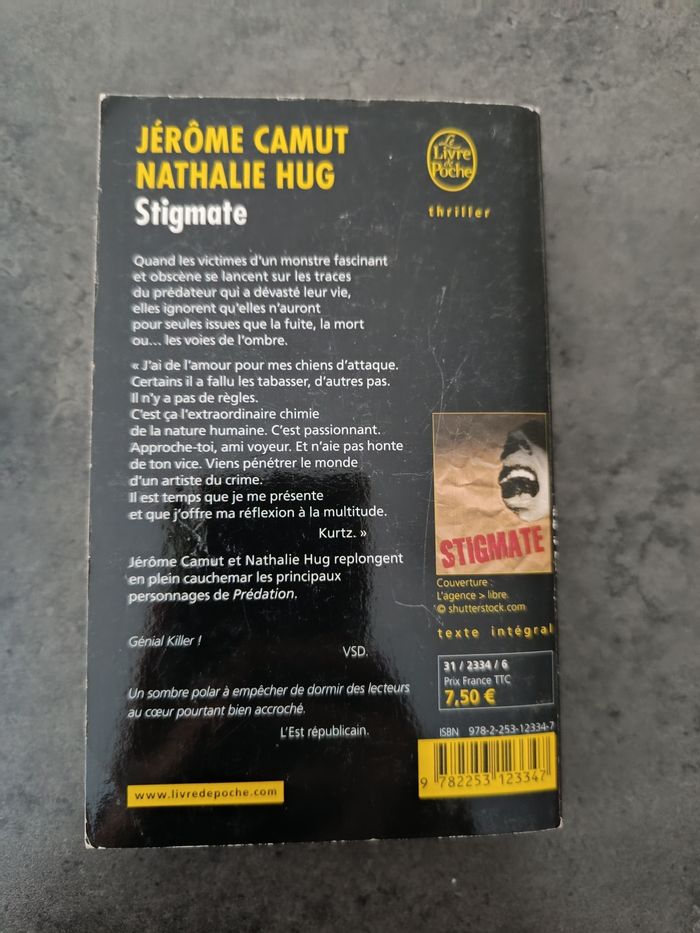 JÉRÔME CAMUT
NATHALIE HUG
Stigmate
Le
Livre
de
Poche
thriller
Quand les victimes d'un monstre fascinant
et obscène se lancent sur les traces
du prédateur qui a dévasté leur vie,
elles ignorent qu'elles n'auront
pour seules issues que la fuite, la mort
ou... les voies de l'ombre.
« J'ai de l'amour pour mes chiens d'attaque.
Certains il a fallu les tabasser, d'autres pas.
Il n'y a pas de règles.
C'est ça l'extraordinaire chimie
de la nature humaine. C'est passionnant.
Approche-toi, ami voyeur. Et n'aie pas honte
de ton vice. Viens pénétrer le monde
d'un artiste du crime.
Il est temps que je me présente
et que j'offre ma réflexion à la multitude.
Kurtz. »
Jérôme Camut et Nathalie Hug replongent
en plein cauchemar les principaux
personnages de Prédation.
Génial Killer !
VSD.
Un sombre polar à empêcher de dormir des lecteurs
au cœur pourtant bien accroché.
L'Est républicain.
www.livredepoche.com
STIGMATE
Couverture :
L'agence > libre.
© shutterstock.com
texte intégral
31 / 2334 / 6
Prix France TTC
7,50 €
ISBN 978-2-253-12334-7
9 782253 123347